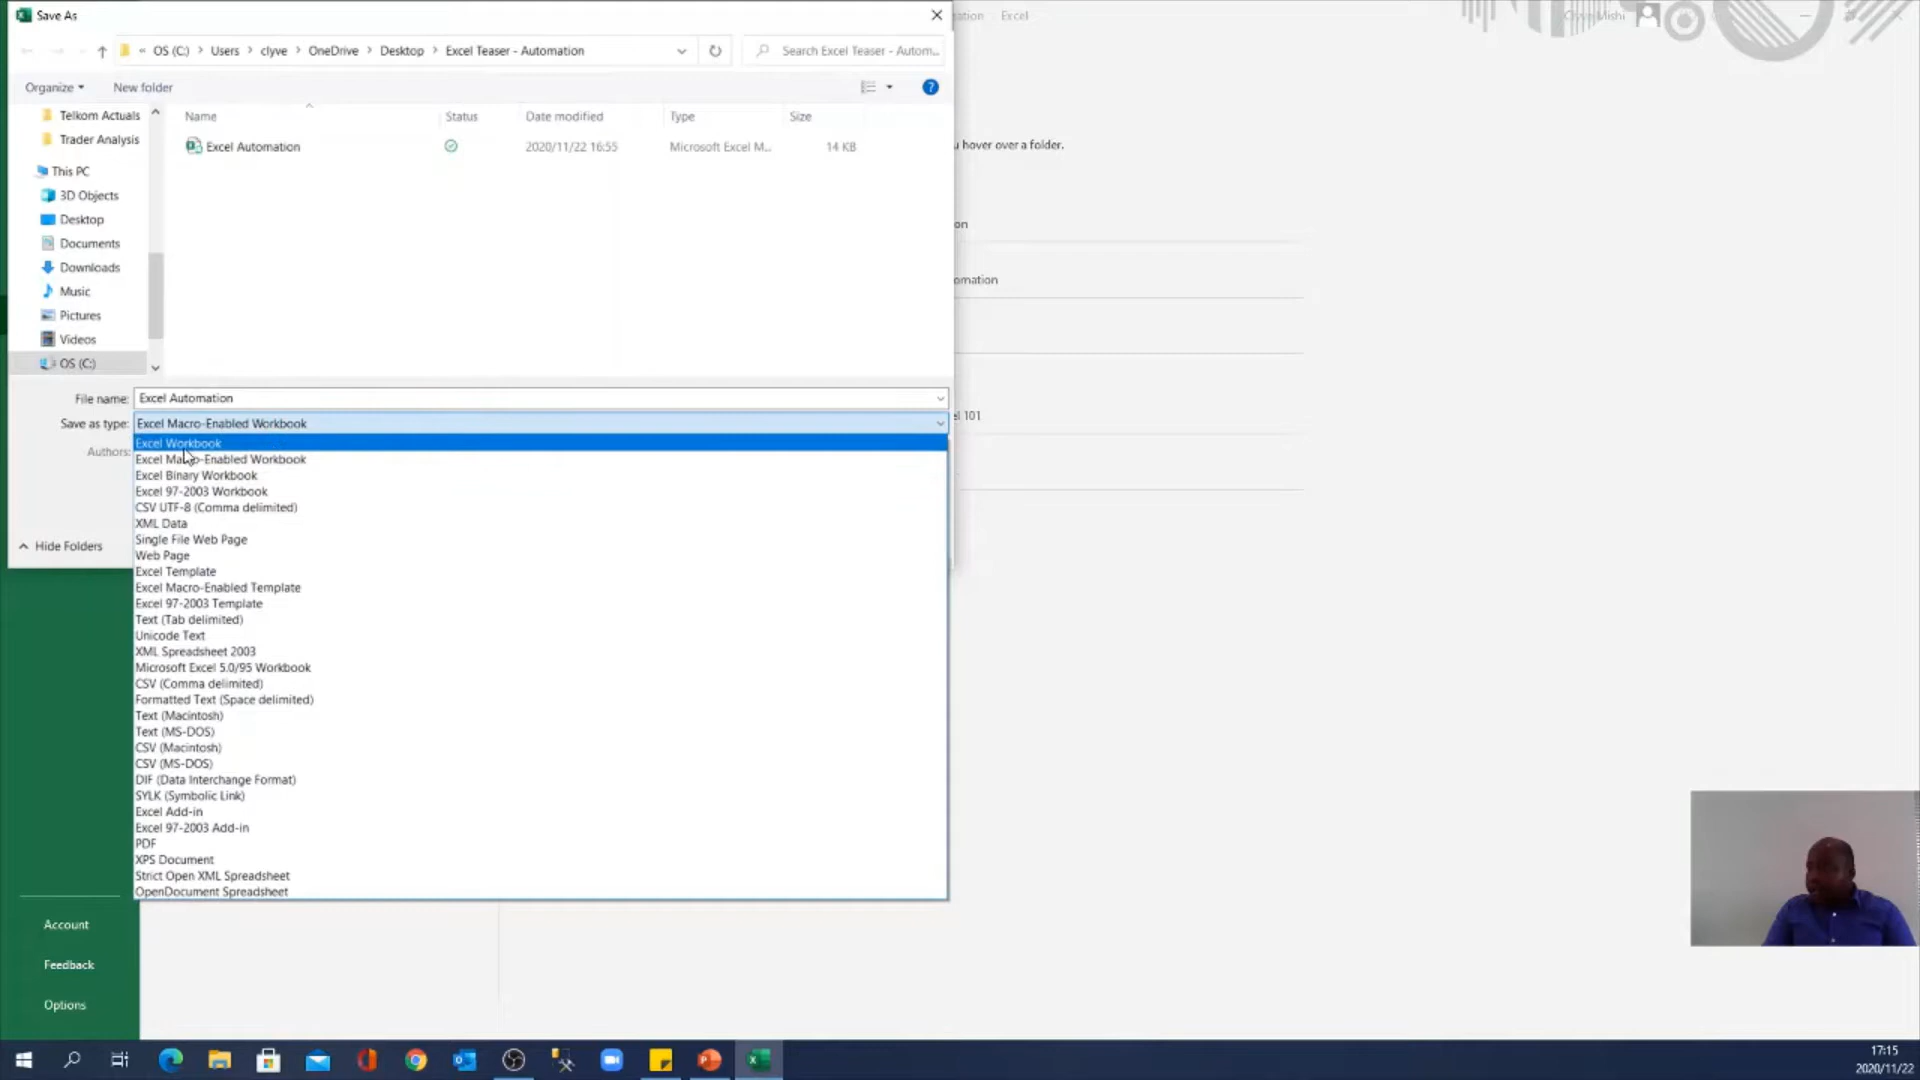 Save As
ation - Excel
Clyve Mishi
« OS (C:) > Users > clyve > OneDrive > Desktop > Excel Teaser - Automation
Search Excel Teaser - Autom...
Organize
New folder
?
Telkom Actuals
Trader Analysis
This PC
3D Objects
Desktop
Documents
Downloads
Music
Pictures
Videos
OS (C:)
Name
Status
Date modified
Type
Size
Excel Automation
2020/11/22 16:55
Microsoft Excel M...
14 KB
u hover over a folder.
on
omation
el 101
File name: Excel Automation
Save as type: Excel Macro-Enabled Workbook
Authors:
Excel Workbook
Excel Macro-Enabled Workbook
Excel Binary Workbook
Excel 97-2003 Workbook
CSV UTF-8 (Comma delimited)
XML Data
Single File Web Page
Web Page
Excel Template
Excel Macro-Enabled Template
Excel 97-2003 Template
Text (Tab delimited)
Unicode Text
XML Spreadsheet 2003
Microsoft Excel 5.0/95 Workbook
CSV (Comma delimited)
Formatted Text (Space delimited)
Text (Macintosh)
Text (MS-DOS)
CSV (Macintosh)
CSV (MS-DOS)
DIF (Data Interchange Format)
SYLK (Symbolic Link)
Excel Add-in
Excel 97-2003 Add-in
PDF
XPS Document
Strict Open XML Spreadsheet
OpenDocument Spreadsheet
Hide Folders
Account
Feedback
Options
17:15
2020/11/22